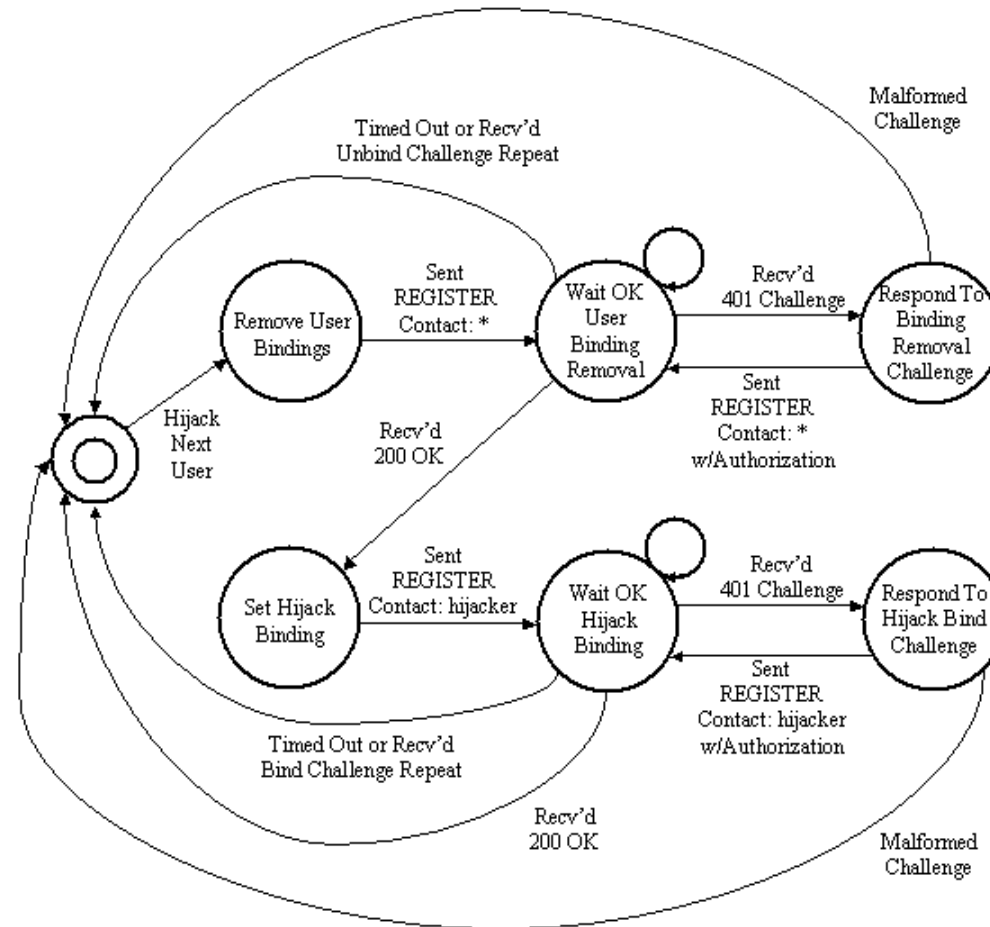 Malformed
Challenge
Timed Out or Recv'd
Unbind Challenge Repeat
Remove User
Bindings
Sent
REGISTER
Contact: *
Wait OK
User
Binding
Removal
Recv'd
401 Challenge
Respond To
Binding
Removal
Challenge
Sent
REGISTER
Contact: *
w/Authorization
Hijack
Next
User
Recv'd
200 OK
Set Hijack
Binding
Sent
REGISTER
Contact: hijacker
Wait OK
Hijack
Binding
Recv'd
401 Challenge
Respond To
Hijack Bind
Challenge
Sent
REGISTER
Contact: hijacker
w/Authorization
Timed Out or Recv'd
Bind Challenge Repeat
Recv'd
200 OK
Malformed
Challenge